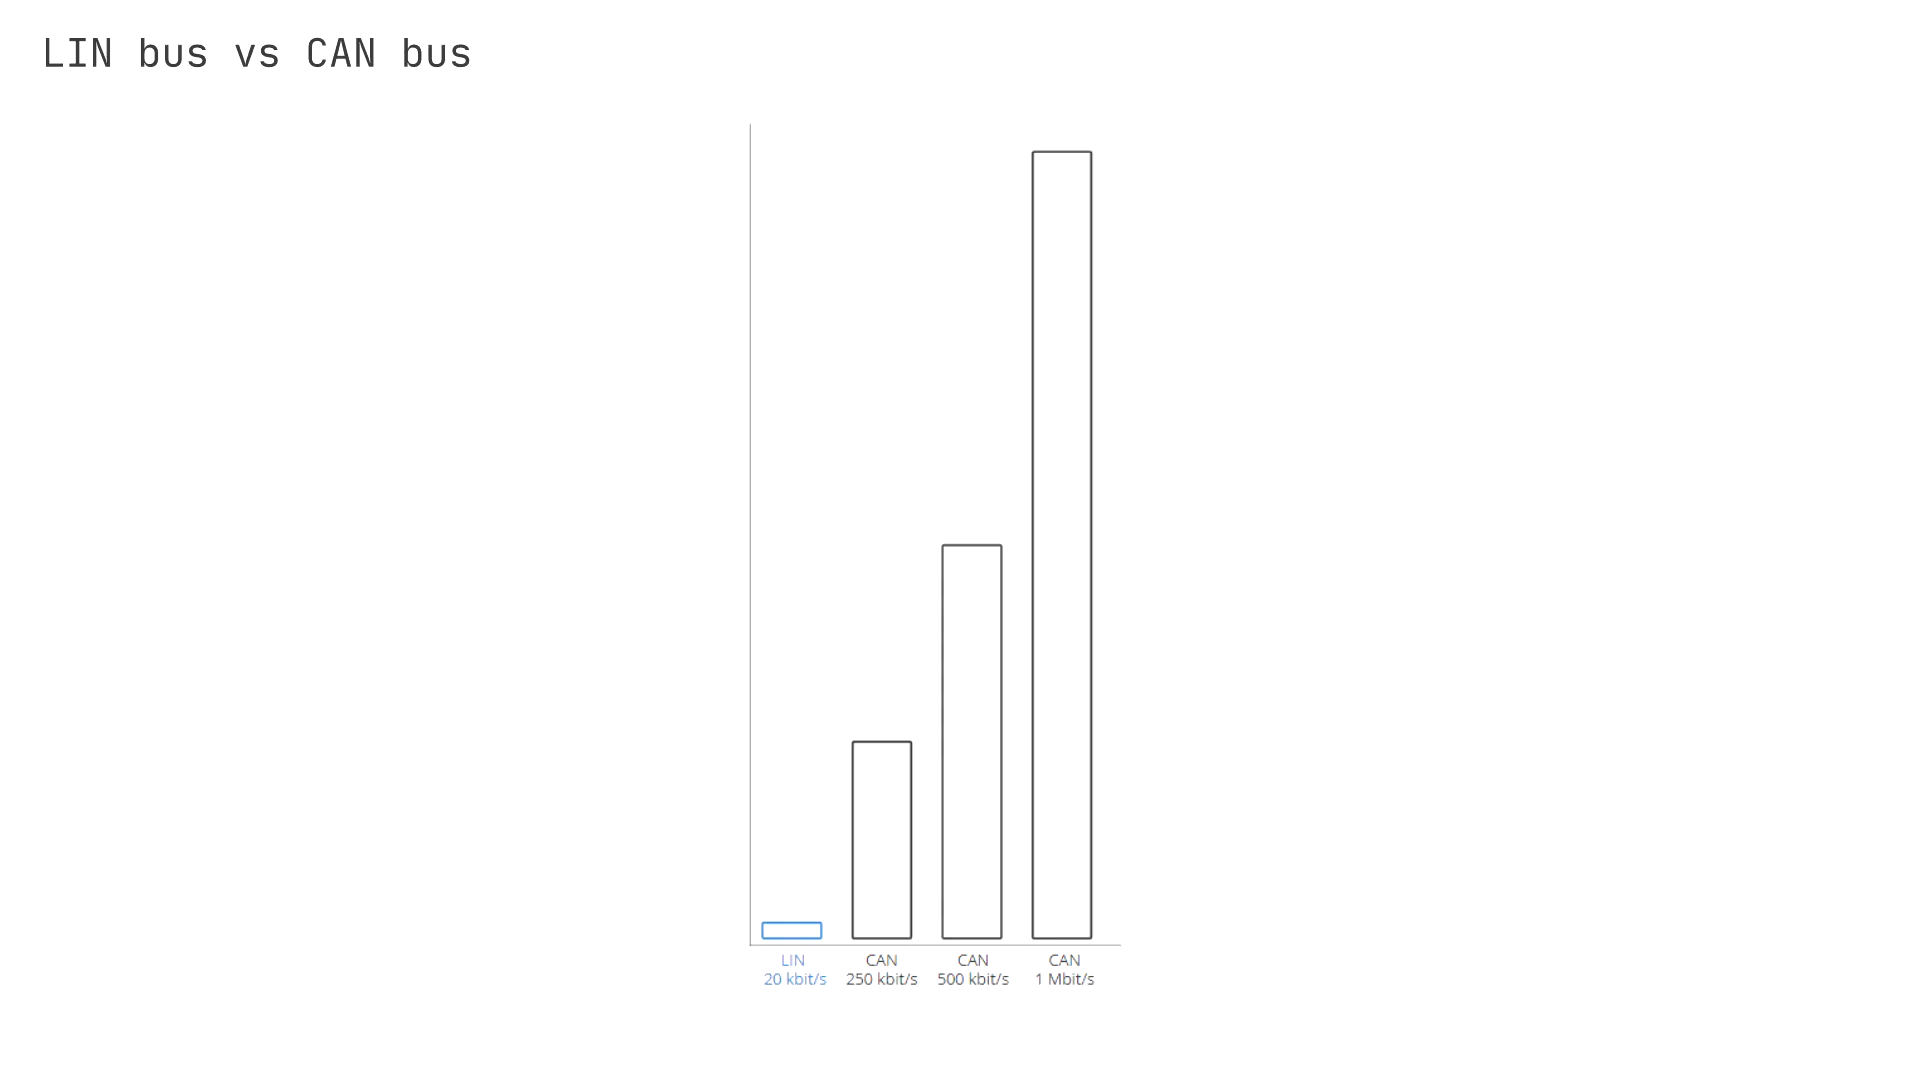 LIN bus vs CAN bus
LIN
20 kbit/s
CAN
250 kbit/s
CAN
500 kbit/s
CAN
1 Mbit/s